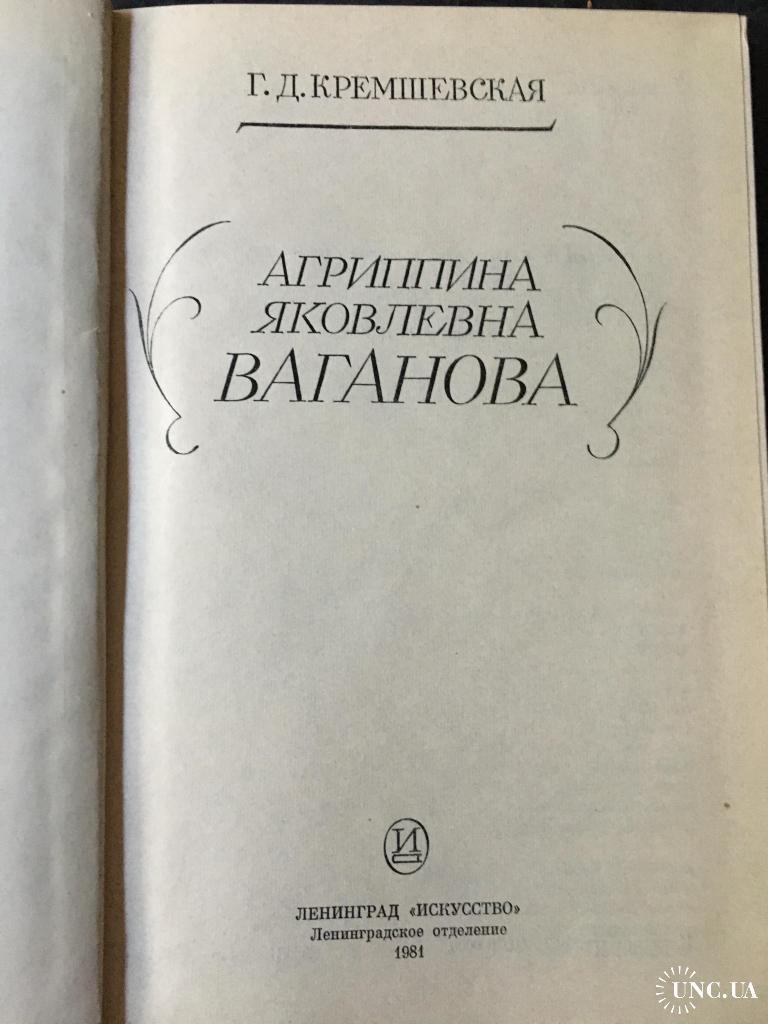 Г. Д. КРЕМШЕВСКАЯ
АГРИППИНА
ЯКОВЛЕВНА
ВАГАНОВА
И
ЛЕНИНГРАД «ИСКУССТВО»
Ленинградское отделение
1981
UNC.UA